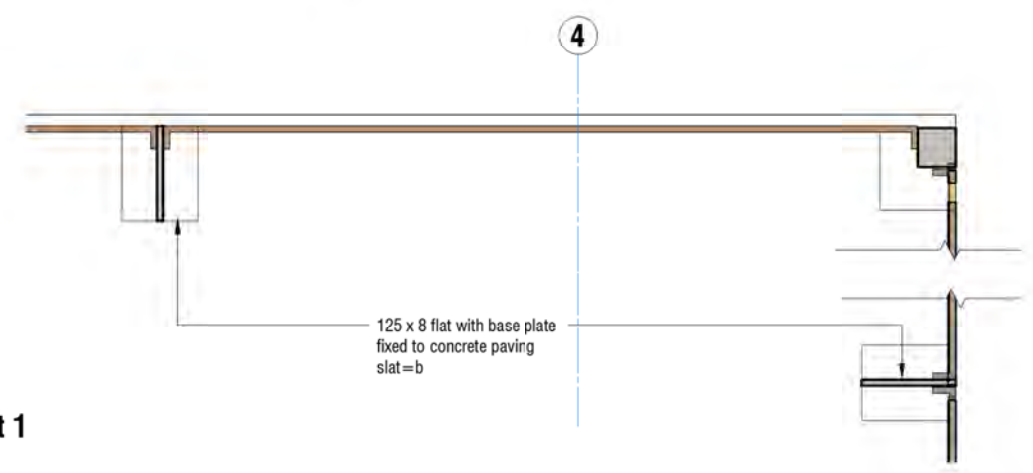 4
125 x 8 flat with base plate
fixed to concrete paving
slat=b
t 1